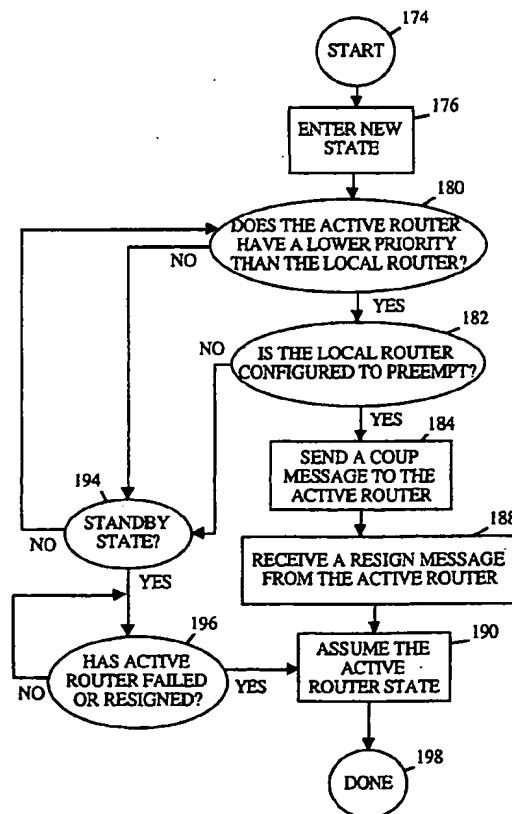 174
START
176
ENTER NEW
STATE
180
DOES THE ACTIVE ROUTER
HAVE A LOWER PRIORITY
THAN THE LOCAL ROUTER?
NO
YES
182
NO
IS THE LOCAL ROUTER
CONFIGURED TO PREEMPT?
YES
184
SEND A COUP
MESSAGE TO THE
ACTIVE ROUTER
194
STANDBY
STATE?
NO
YES
188
RECEIVE A RESIGN MESSAGE
FROM THE ACTIVE ROUTER
196
HAS ACTIVE
ROUTER FAILED
OR RESIGNED?
NO
YES
190
ASSUME THE
ACTIVE
ROUTER STATE
198
DONE